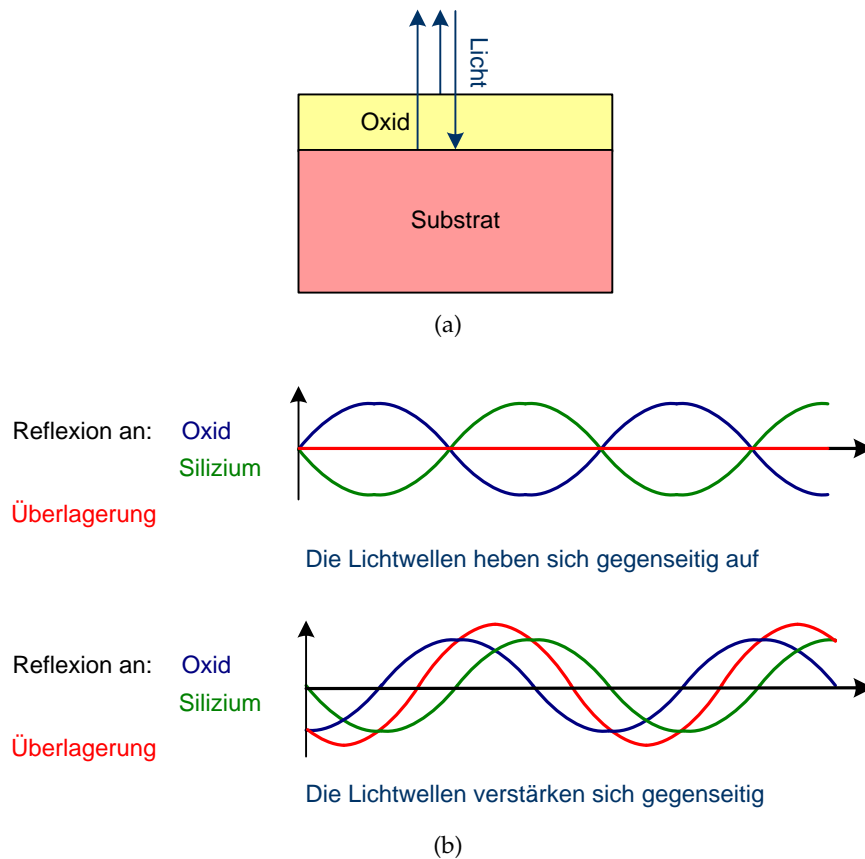 Licht
Oxid
Substrat
(a)
Reflexion an: Oxid
Silizium
Überlagerung
Die Lichtwellen heben sich gegenseitig auf
Reflexion an: Oxid
Silizium
Überlagerung
Die Lichtwellen verstärken sich gegenseitig
(b)